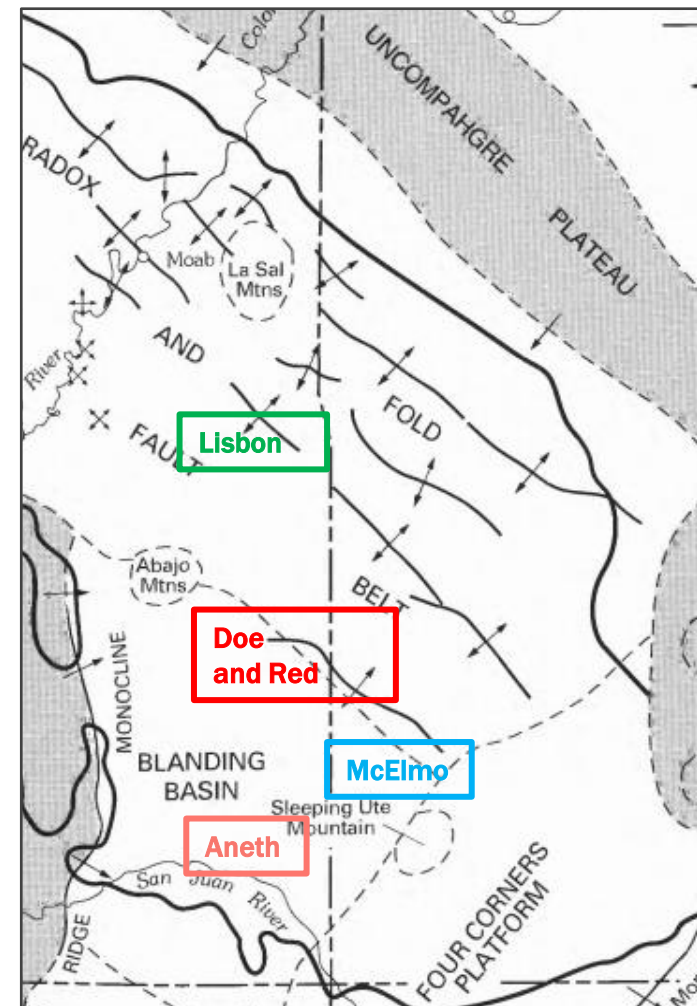 Colo
UNCOMPAHGRE
PLATEAU
RADOX
Moab
La Sal
Mtns
AND
River
FOLD
FAULT
Lisbon
Abajo
Mtns
BELT
Doe
and Red
MONOCLINE
BLANDING
BASIN
McElmo
Sleeping Ute
Mountain
Aneth
San Juan
River
FOUR CORNERS
PLATFORM
RIDGE